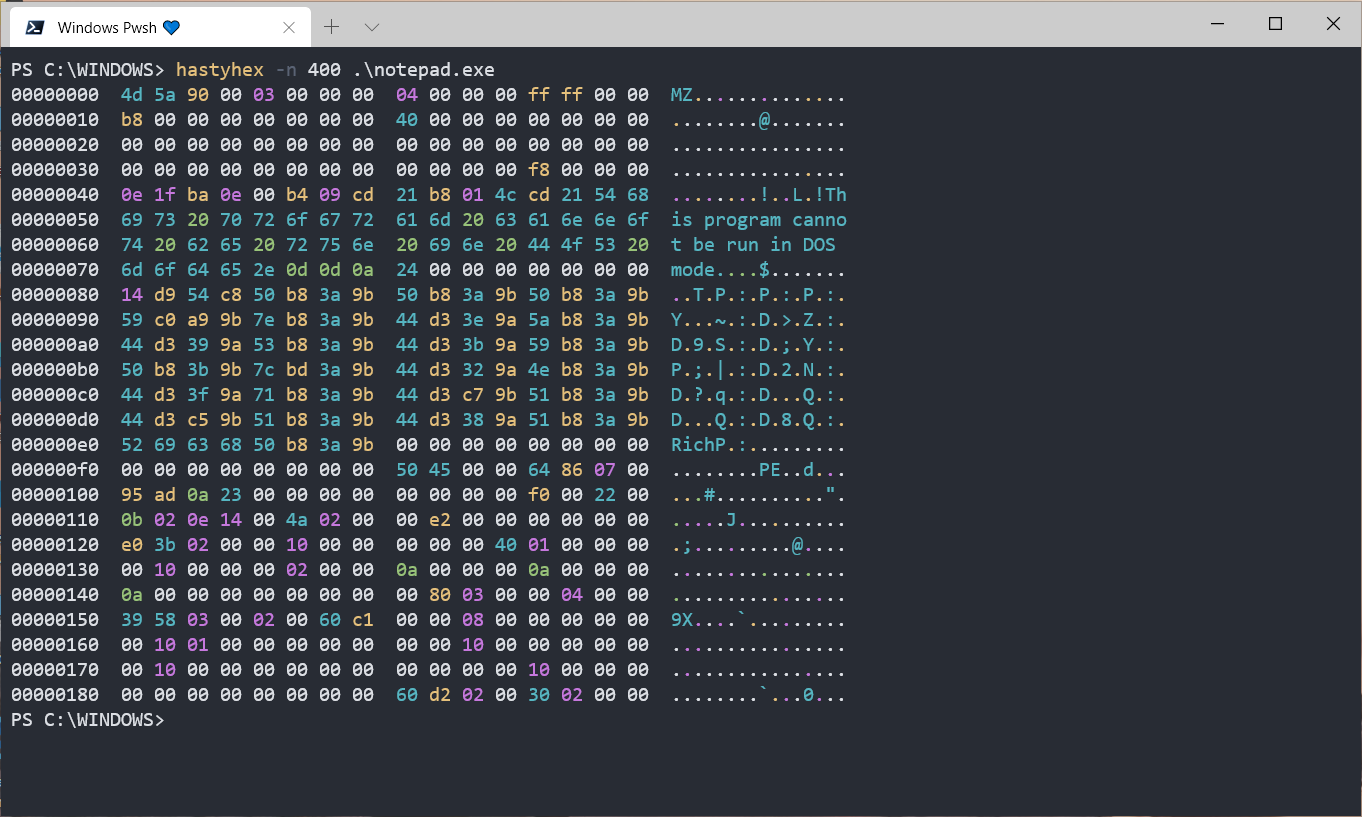 Windows Pwsh 💙
PS C:\WINDOWS> hastyhex -n 400 .\notepad.exe
00000000  4d 5a 90 00 03 00 00 00  04 00 00 00 ff ff 00 00  MZ..............
00000010  b8 00 00 00 00 00 00 00  40 00 00 00 00 00 00 00  ........@.......
00000020  00 00 00 00 00 00 00 00  00 00 00 00 00 00 00 00  ................
00000030  00 00 00 00 00 00 00 00  00 00 00 00 f8 00 00 00  ................
00000040  0e 1f ba 0e 00 b4 09 cd  21 b8 01 4c cd 21 54 68  ........!..L.!Th
00000050  69 73 20 70 72 6f 67 72  61 6d 20 63 61 6e 6e 6f  is program canno
00000060  74 20 62 65 20 72 75 6e  20 69 6e 20 44 4f 53 20  t be run in DOS
00000070  6d 6f 64 65 2e 0d 0d 0a  24 00 00 00 00 00 00 00  mode....$.......
00000080  14 d9 54 c8 50 b8 3a 9b  50 b8 3a 9b 50 b8 3a 9b  ..T.P.:.P.:.P.:.
00000090  59 c0 a9 9b 7e b8 3a 9b  44 d3 3e 9a 5a b8 3a 9b  Y...~.:.D.>.Z.:.
000000a0  44 d3 39 9a 53 b8 3a 9b  44 d3 3b 9a 59 b8 3a 9b  D.9.S.:.D.;.Y.:.
000000b0  50 b8 3b 9b 7c bd 3a 9b  44 d3 32 9a 4e b8 3a 9b  P.;.|.:.D.2.N.:.
000000c0  44 d3 3f 9a 71 b8 3a 9b  44 d3 c7 9b 51 b8 3a 9b  D.?.q.:.D...Q.:.
000000d0  44 d3 c5 9b 51 b8 3a 9b  44 d3 38 9a 51 b8 3a 9b  D...Q.:.D.8.Q.:.
000000e0  52 69 63 68 50 b8 3a 9b  00 00 00 00 00 00 00 00  RichP.:.........
000000f0  00 00 00 00 00 00 00 00  50 45 00 00 64 86 07 00  ........PE..d...
00000100  95 ad 0a 23 00 00 00 00  00 00 00 00 f0 00 22 00  ...#..........".
00000110  0b 02 0e 14 00 4a 02 00  00 e2 00 00 00 00 00 00  .....J..........
00000120  e0 3b 02 00 00 10 00 00  00 00 00 40 01 00 00 00  .;.........@....
00000130  00 10 00 00 00 02 00 00  0a 00 00 00 0a 00 00 00  ................
00000140  0a 00 00 00 00 00 00 00  00 80 03 00 00 04 00 00  ................
00000150  39 58 03 00 02 00 60 c1  00 00 08 00 00 00 00 00  9X....`.........
00000160  00 10 01 00 00 00 00 00  00 00 10 00 00 00 00 00  ................
00000170  00 10 00 00 00 00 00 00  00 00 00 00 10 00 00 00  ................
00000180  00 00 00 00 00 00 00 00  60 d2 02 00 30 02 00 00  ........`...0...
PS C:\WINDOWS>